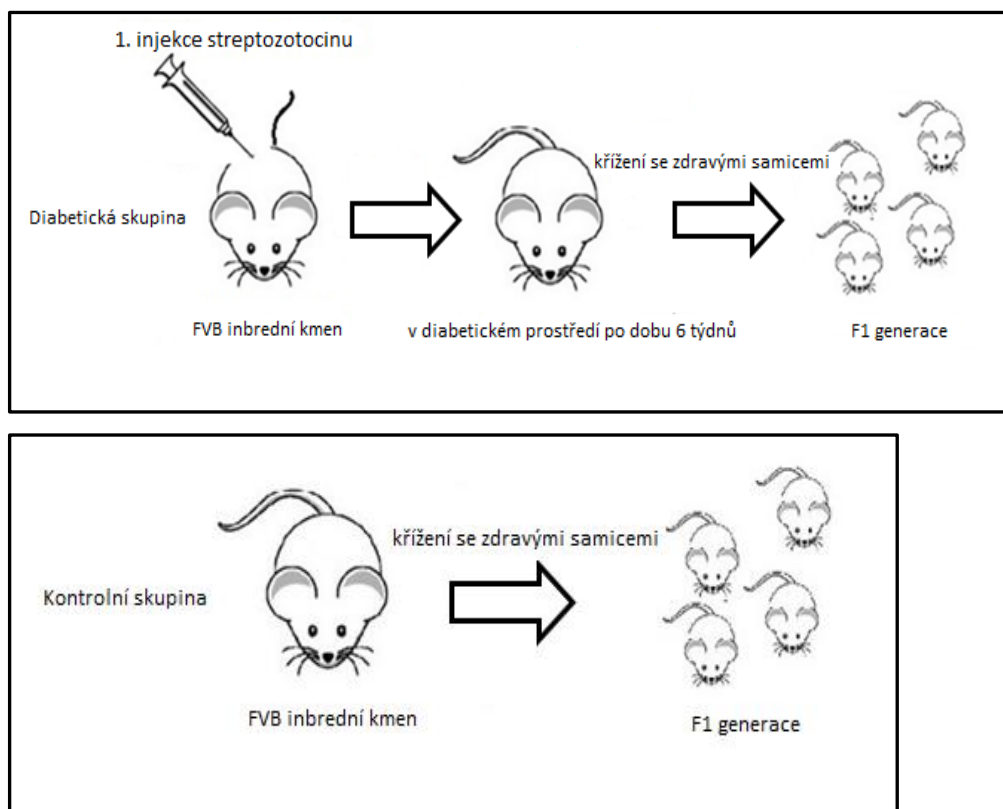 1. injekce streptozotocinu
křížení se zdravými samicemi
Diabetická skupina
FVB inbrední kmen
v diabetickém prostředí po dobu 6 týdnů
F1 generace
křížení se zdravými samicemi
Kontrolní skupina
FVB inbrední kmen
F1 generace